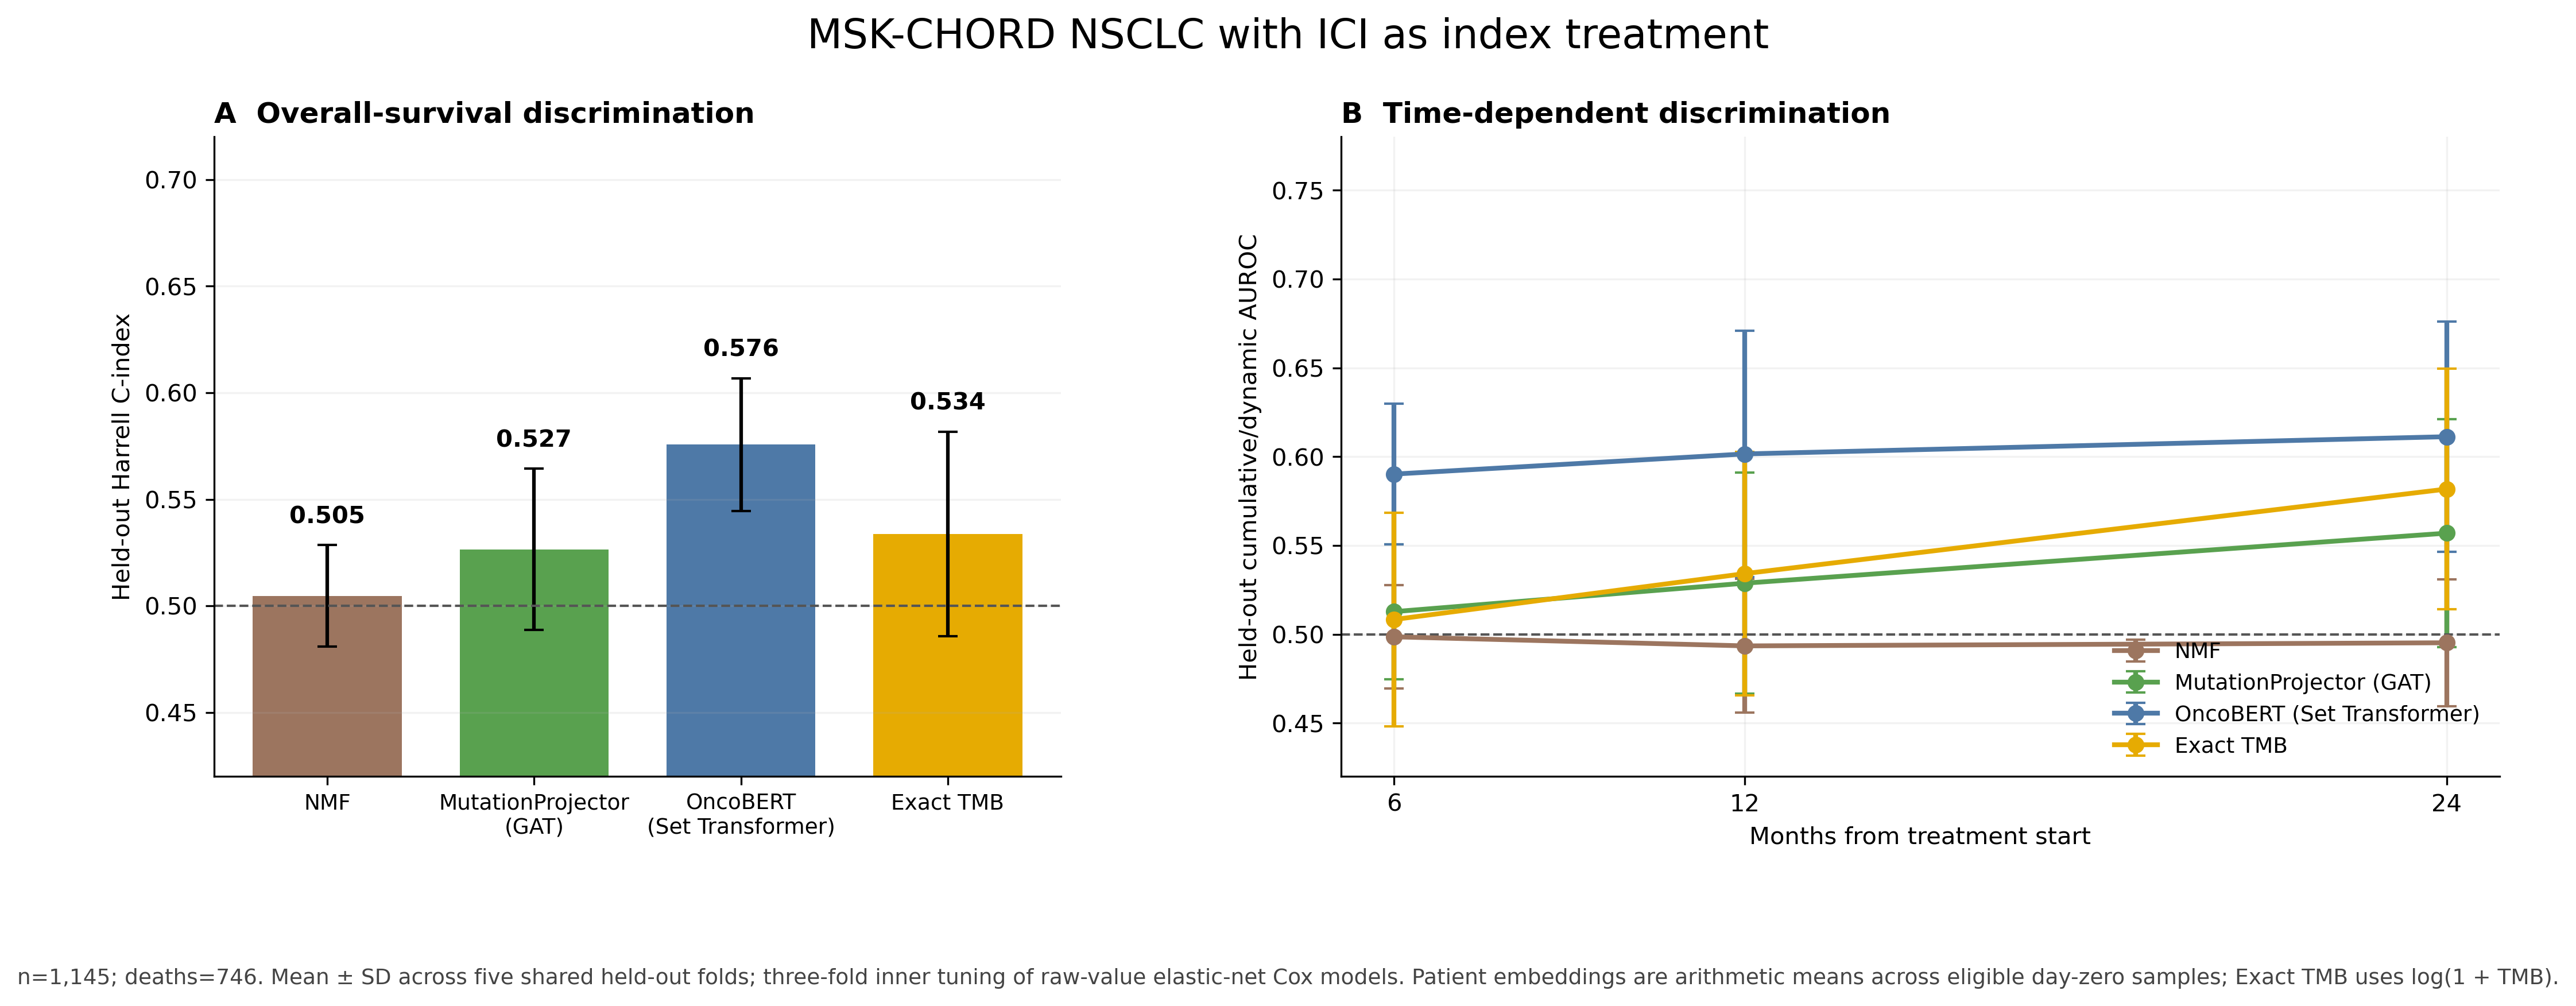 MSK-CHORD NSCLC with ICI as index treatment
A Overall-survival discrimination
Held-out Harrell C-index
0.70
0.65
0.60
0.55
0.50
0.45
0.505
0.527
0.576
0.534
NMF
MutationProjector
(GAT)
OncoBERT
(Set Transformer)
Exact TMB
B Time-dependent discrimination
Held-out cumulative/dynamic AUROC
0.75
0.70
0.65
0.60
0.55
0.50
0.45
NMF
MutationProjector (GAT)
OncoBERT (Set Transformer)
Exact TMB
6
12
24
Months from treatment start
n=1,145; deaths=746. Mean ± SD across five shared held-out folds; three-fold inner tuning of raw-value elastic-net Cox models. Patient embeddings are arithmetic means across eligible day-zero samples; Exact TMB uses log(1 + TMB).